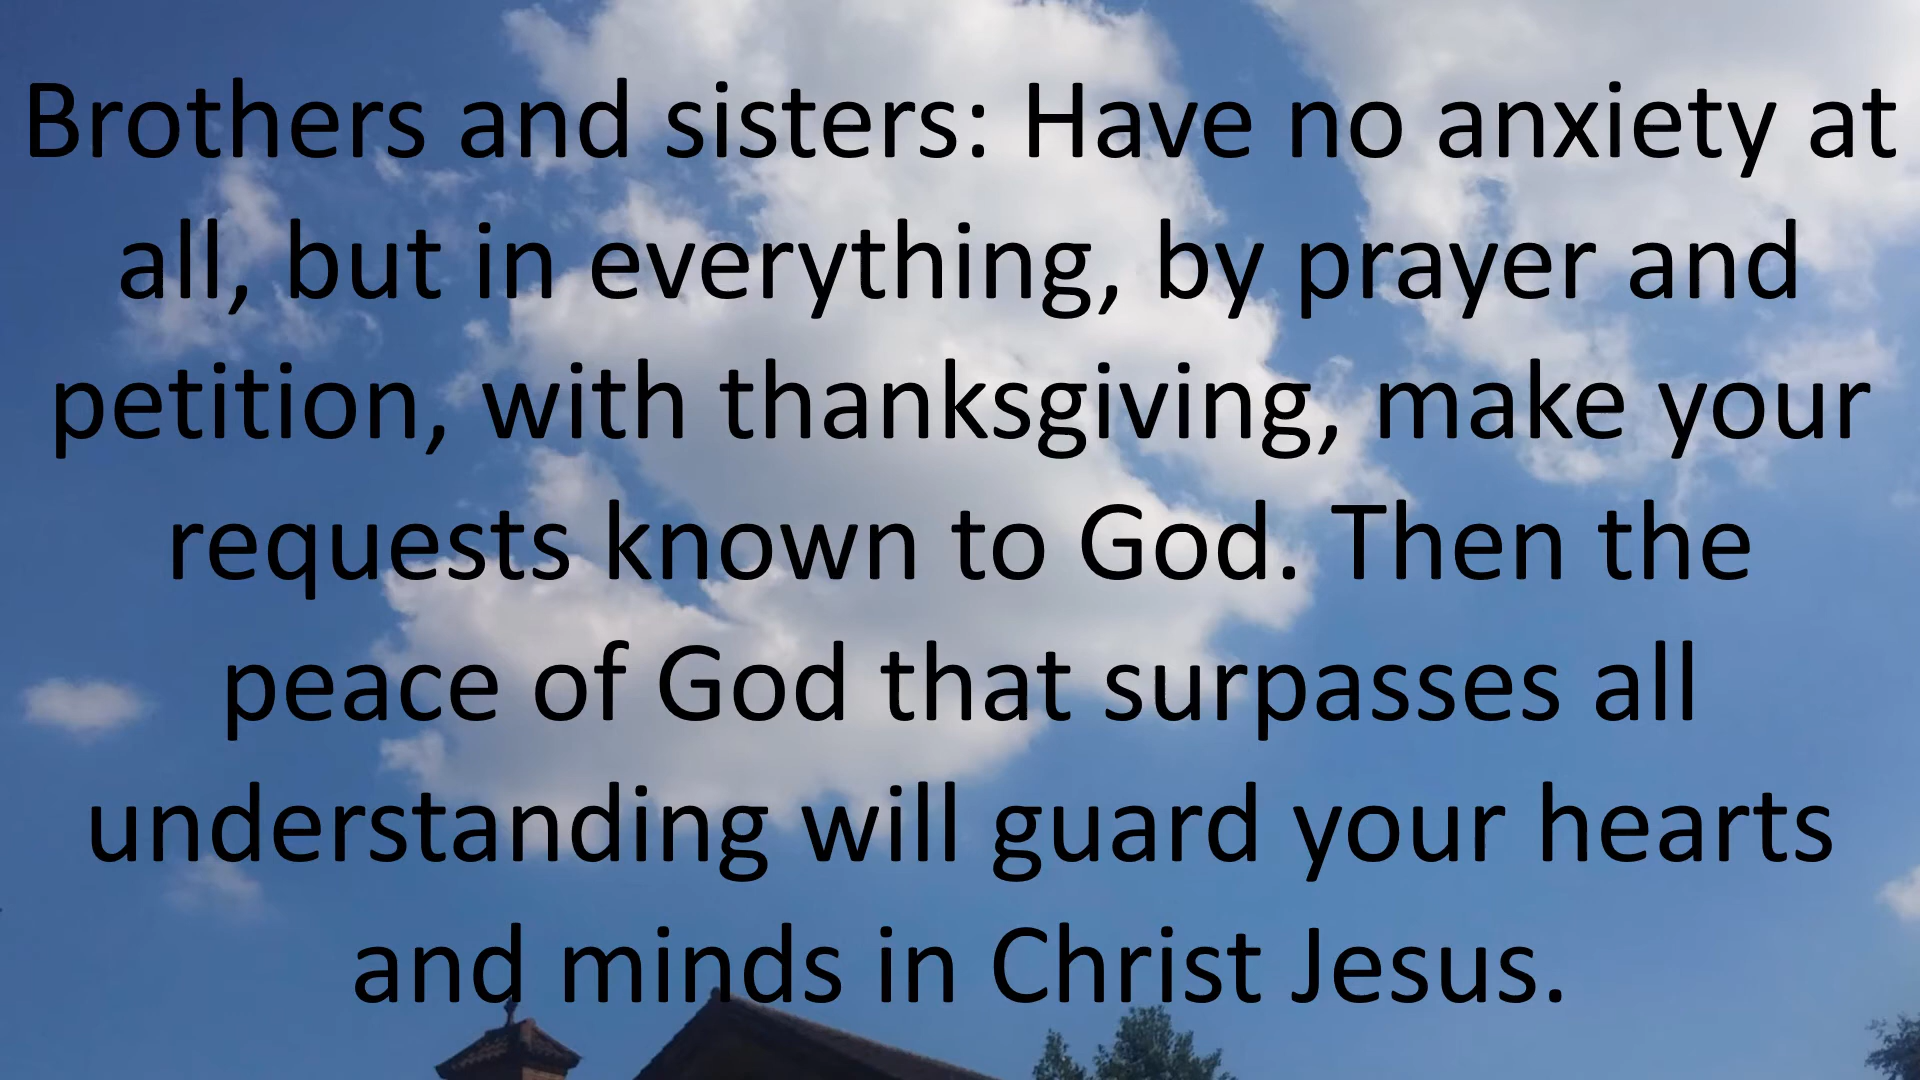 Brothers and sisters: Have no anxiety at
all, but in everything, by prayer and
petition, with thanksgiving, make your
requests known to God. Then the
peace of God that surpasses all
understanding will guard your hearts
and minds in Christ Jesus.